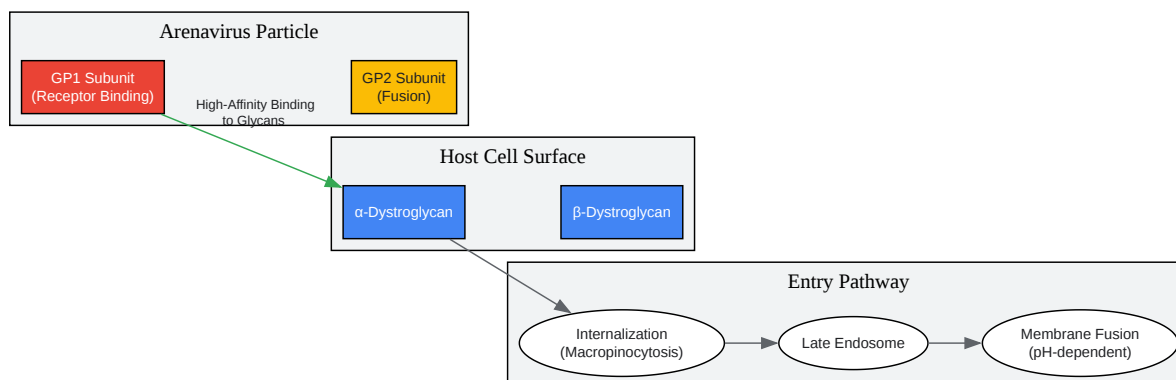 Arenavirus Particle
GP1 Subunit
(Receptor Binding)
GP2 Subunit
(Fusion)
High-Affinity Binding
to Glycans
Host Cell Surface
α-Dystroglycan
β-Dystroglycan
Entry Pathway
Internalization
(Macropinocytosis)
Late Endosome
Membrane Fusion
(pH-dependent)